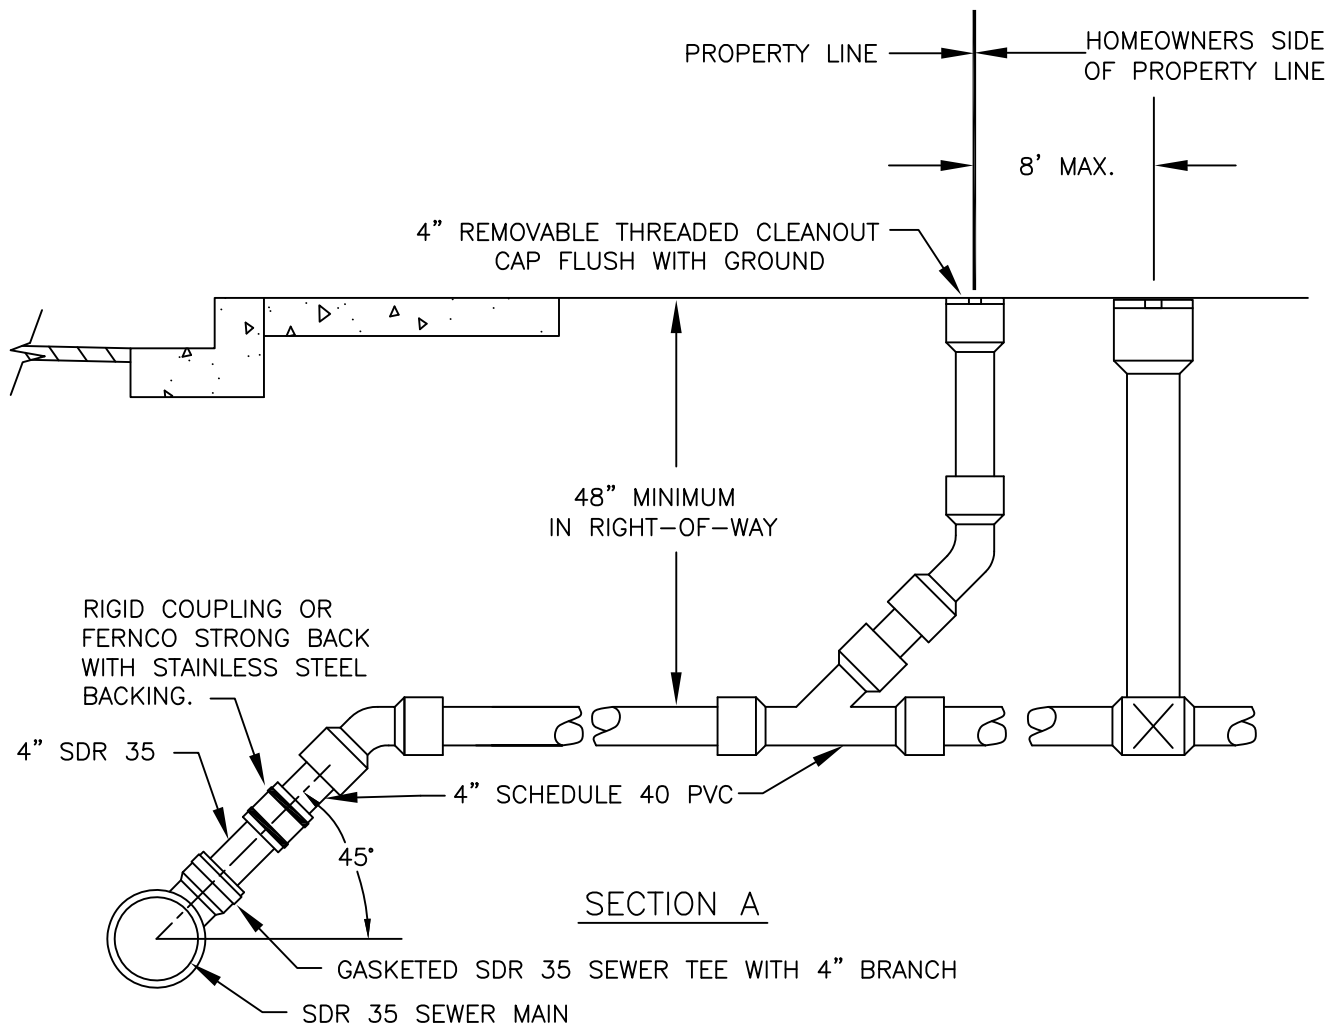 PROPERTY LINE
HOMEOWNERS SIDE
OF PROPERTY LINE
8' MAX.
4" REMOVABLE THREADED CLEANOUT
CAP FLUSH WITH GROUND
48" MINIMUM
IN RIGHT-OF-WAY
RIGID COUPLING OR
FERNCO STRONG BACK
WITH STAINLESS STEEL
BACKING.
4" SDR 35
4" SCHEDULE 40 PVC
45°
SECTION A
GASKETED SDR 35 SEWER TEE WITH 4" BRANCH
SDR 35 SEWER MAIN